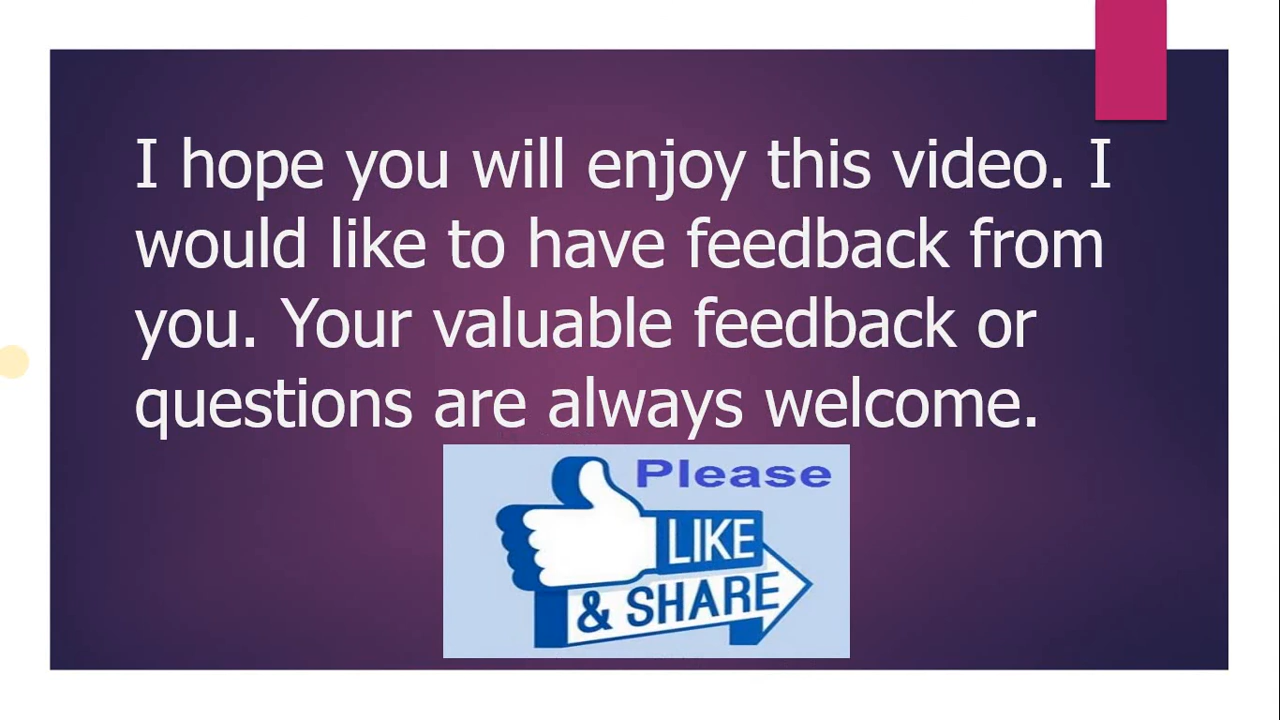 I hope you will enjoy this video. I
would like to have feedback from
you. Your valuable feedback or
questions are always welcome.
Please
LIKE
& SHARE